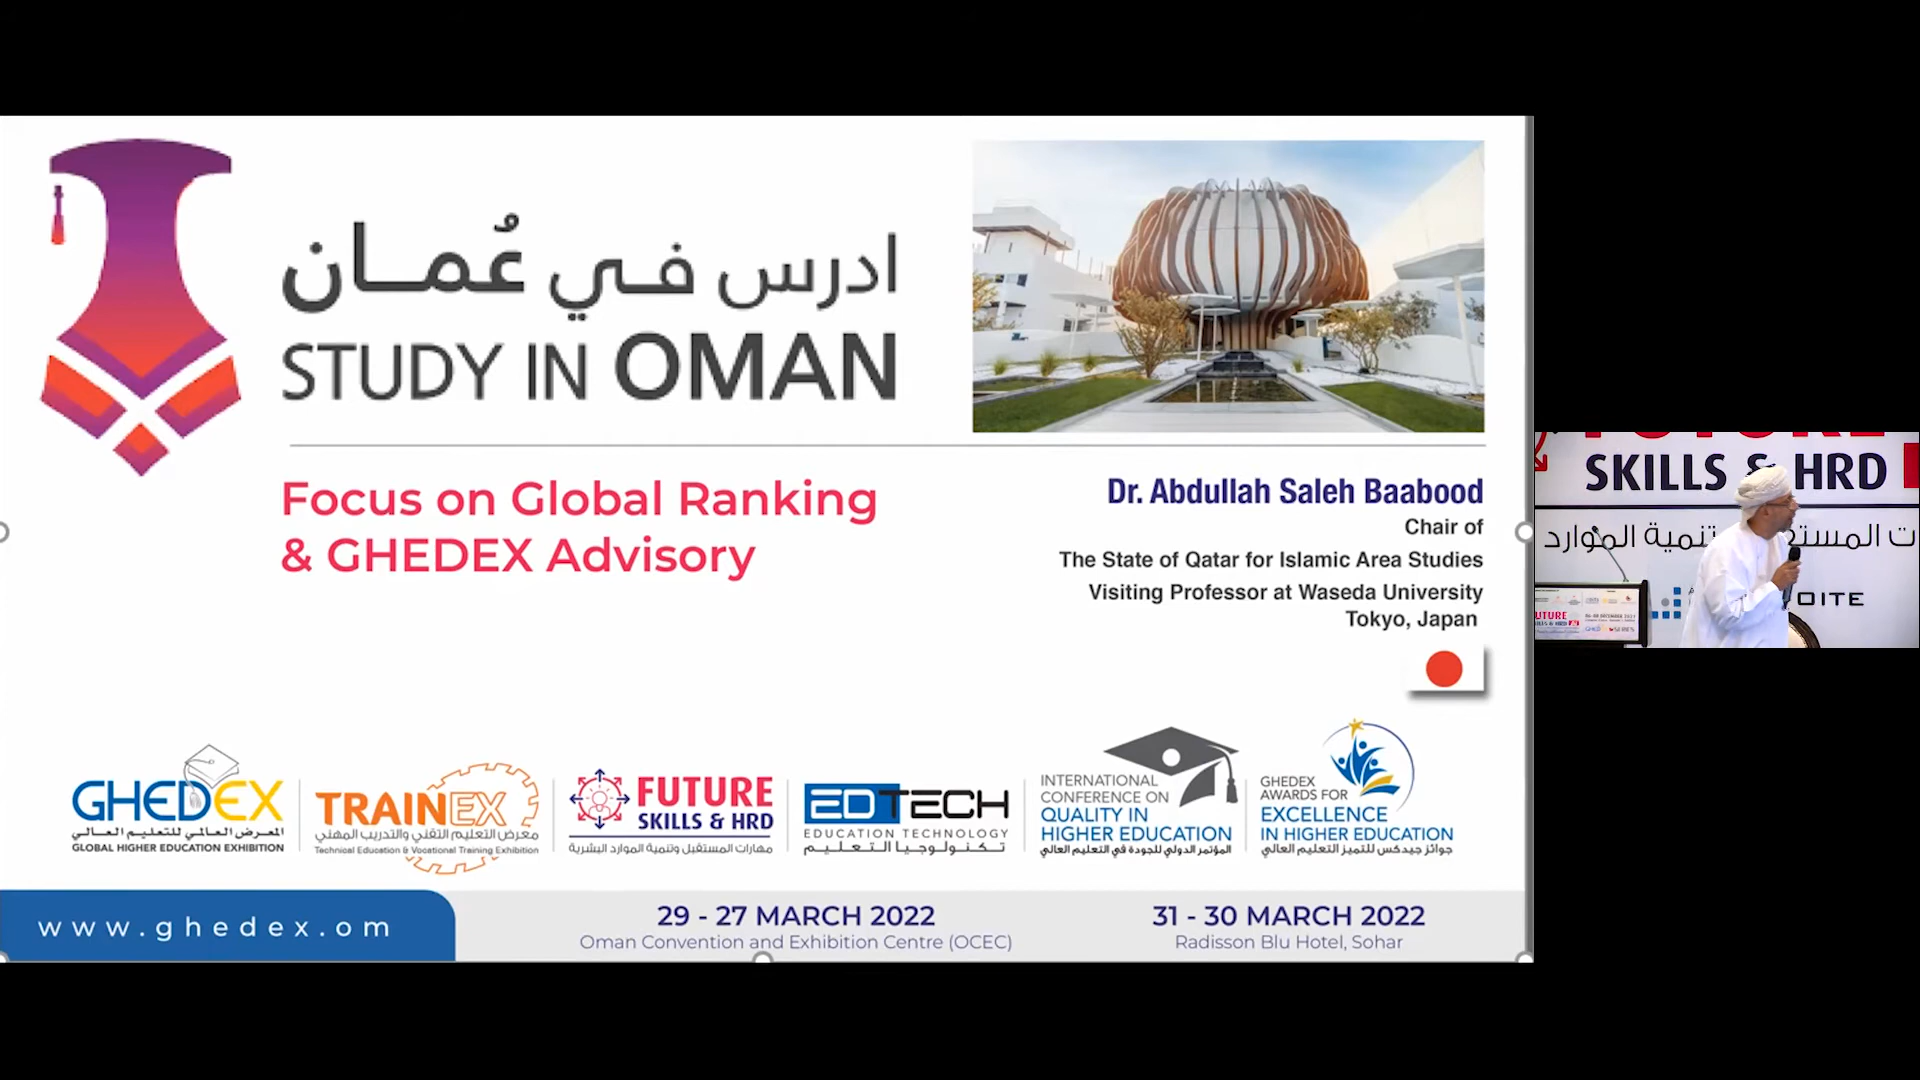 ادرس في عُمان
STUDY IN OMAN
Focus on Global Ranking
& GHEDEX Advisory
Dr. Abdullah Saleh Baabood
Chair of
The State of Qatar for Islamic Area Studies
Visiting Professor at Waseda University
Tokyo, Japan
GHEDEX
المعرض العالمي للتعليم العالي
GLOBAL HIGHER EDUCATION EXHIBITION
TRAINEX
معرض التعليم التقني والتدريب المهني
Technical Education & Vocational Training Exhibition
FUTURE
SKILLS & HRD
مهارات المستقبل وتنمية الموارد البشرية
EDTECH
EDUCATION TECHNOLOGY
تكنولوجيا التعليم
INTERNATIONAL
CONFERENCE ON
QUALITY IN
HIGHER EDUCATION
المؤتمر الدولي للجودة في التعليم العالي
GHEDEX
AWARDS FOR
EXCELLENCE
IN HIGHER EDUCATION
جوائز جيدكس للتميز التعليم العالي
www.ghedex.om
29 - 27 MARCH 2022
Oman Convention and Exhibition Centre (OCEC)
31 - 30 MARCH 2022
Radisson Blu Hotel, Sohar
FUTURE
SKILLS & HRD
تنمية الموارد